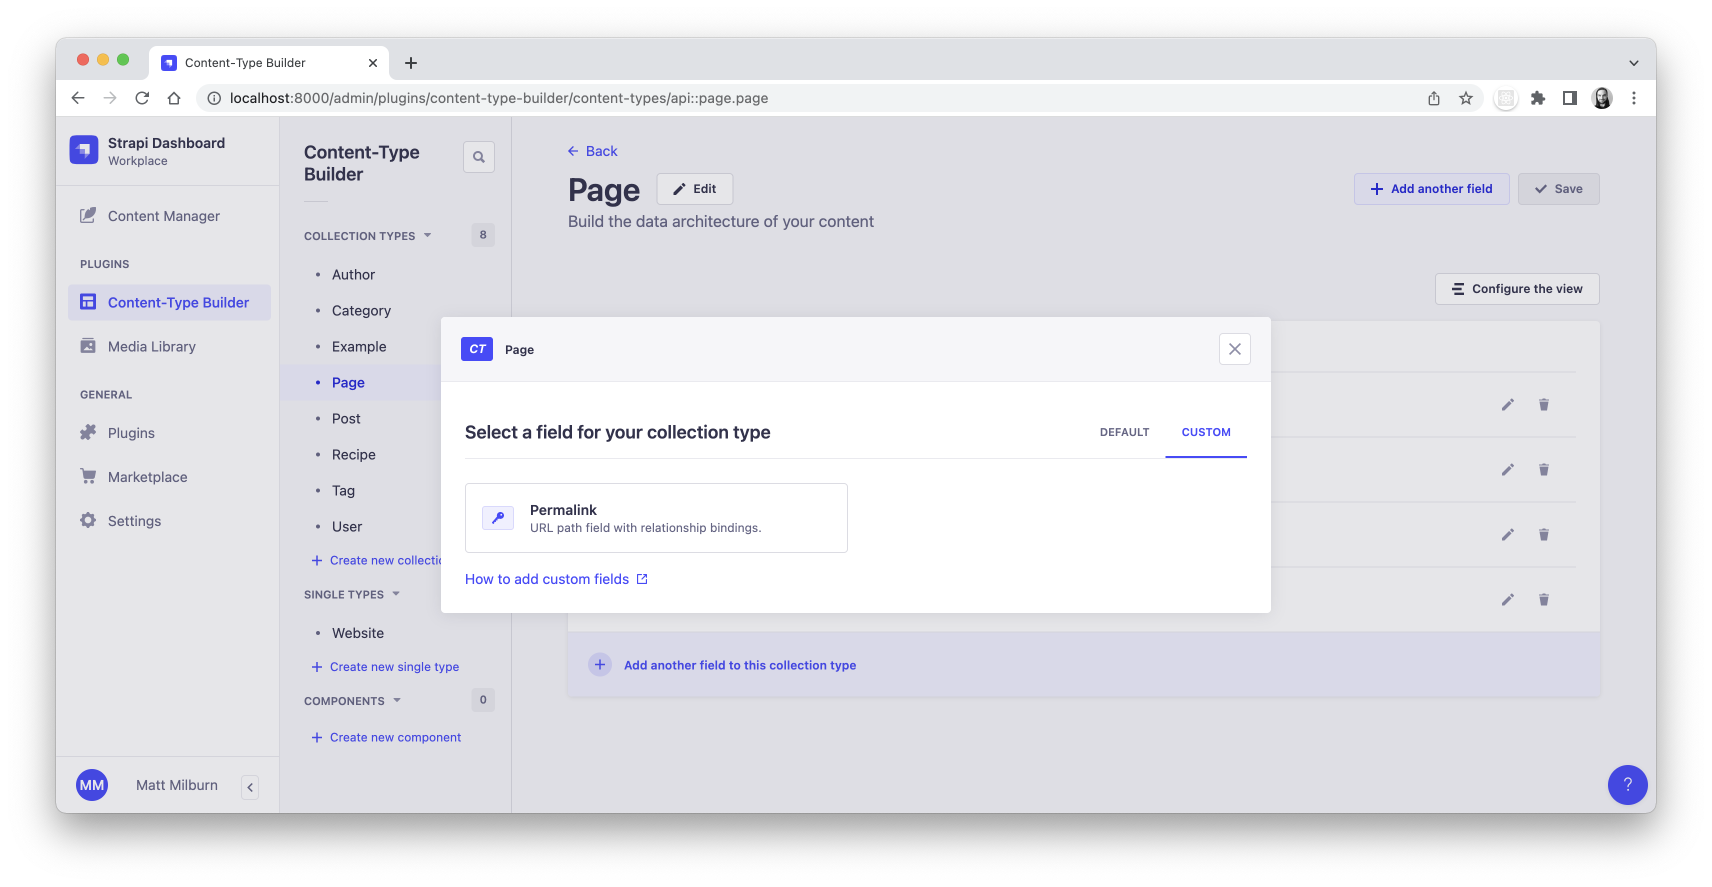 Content-Type Builder
localhost:8000/admin/plugins/content-type-builder/content-types/api::page.page
Strapi Dashboard
Workplace
Content Manager
PLUGINS
Content-Type Builder
Media Library
GENERAL
Plugins
Marketplace
Settings
MM
Matt Milburn
Content-Type
Builder
COLLECTION TYPES
8
Author
Category
Example
Page
Post
Recipe
Tag
User
Create new collectio
SINGLE TYPES
Website
Create new single type
COMPONENTS
0
Create new component
Back
Page
Edit
Add another field
Save
Build the data architecture of your content
Configure the view
CT
Page
Select a field for your collection type
DEFAULT
CUSTOM
Permalink
URL path field with relationship bindings.
How to add custom fields
Add another field to this collection type
?